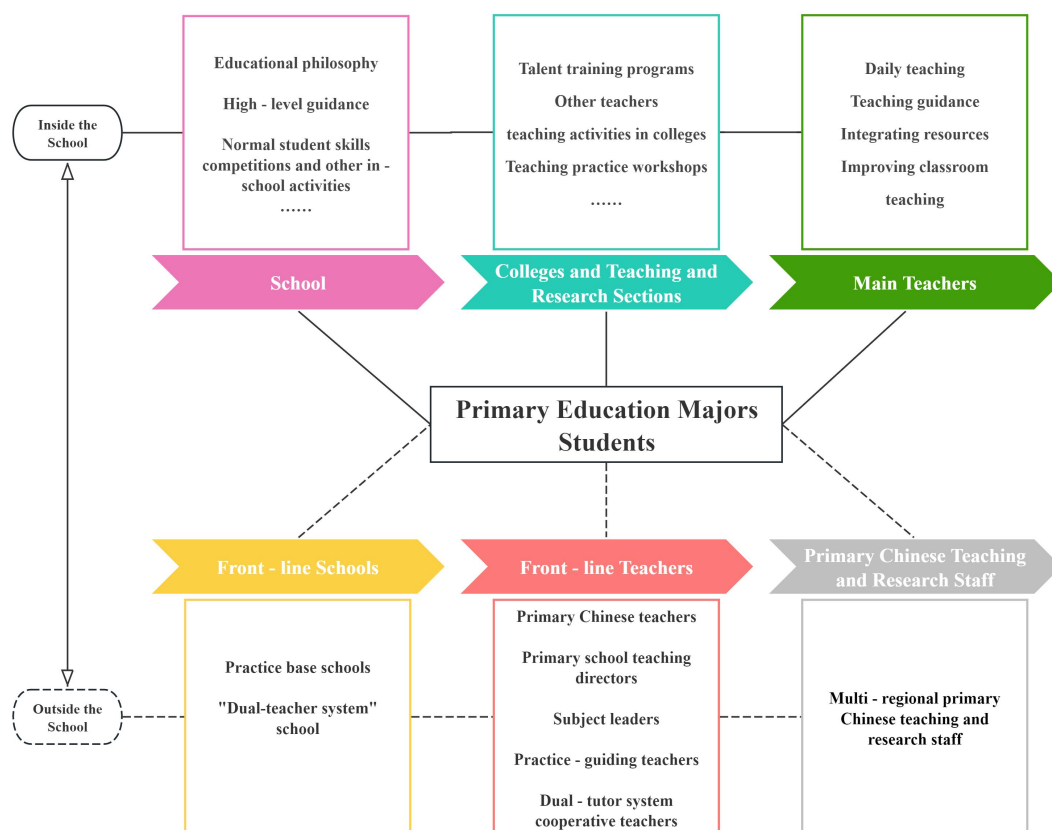 Educational philosophy
High - level guidance
Normal student skills
competitions and other in -
school activities
……
Talent training programs
Other teachers
teaching activities in colleges
Teaching practice workshops
……
Daily teaching
Teaching guidance
Integrating resources
Improving classroom
teaching
Inside the
School
School
Colleges and Teaching and
Research Sections
Main Teachers
Primary Education Majors
Students
Front - line Schools
Front - line Teachers
Primary Chinese Teaching
and Research Staff
Practice base schools
"Dual-teacher system"
school
Primary Chinese teachers
Primary school teaching
directors
Subject leaders
Practice - guiding teachers
Dual - tutor system
cooperative teachers
Multi - regional primary
Chinese teaching and
research staff
Outside the
School